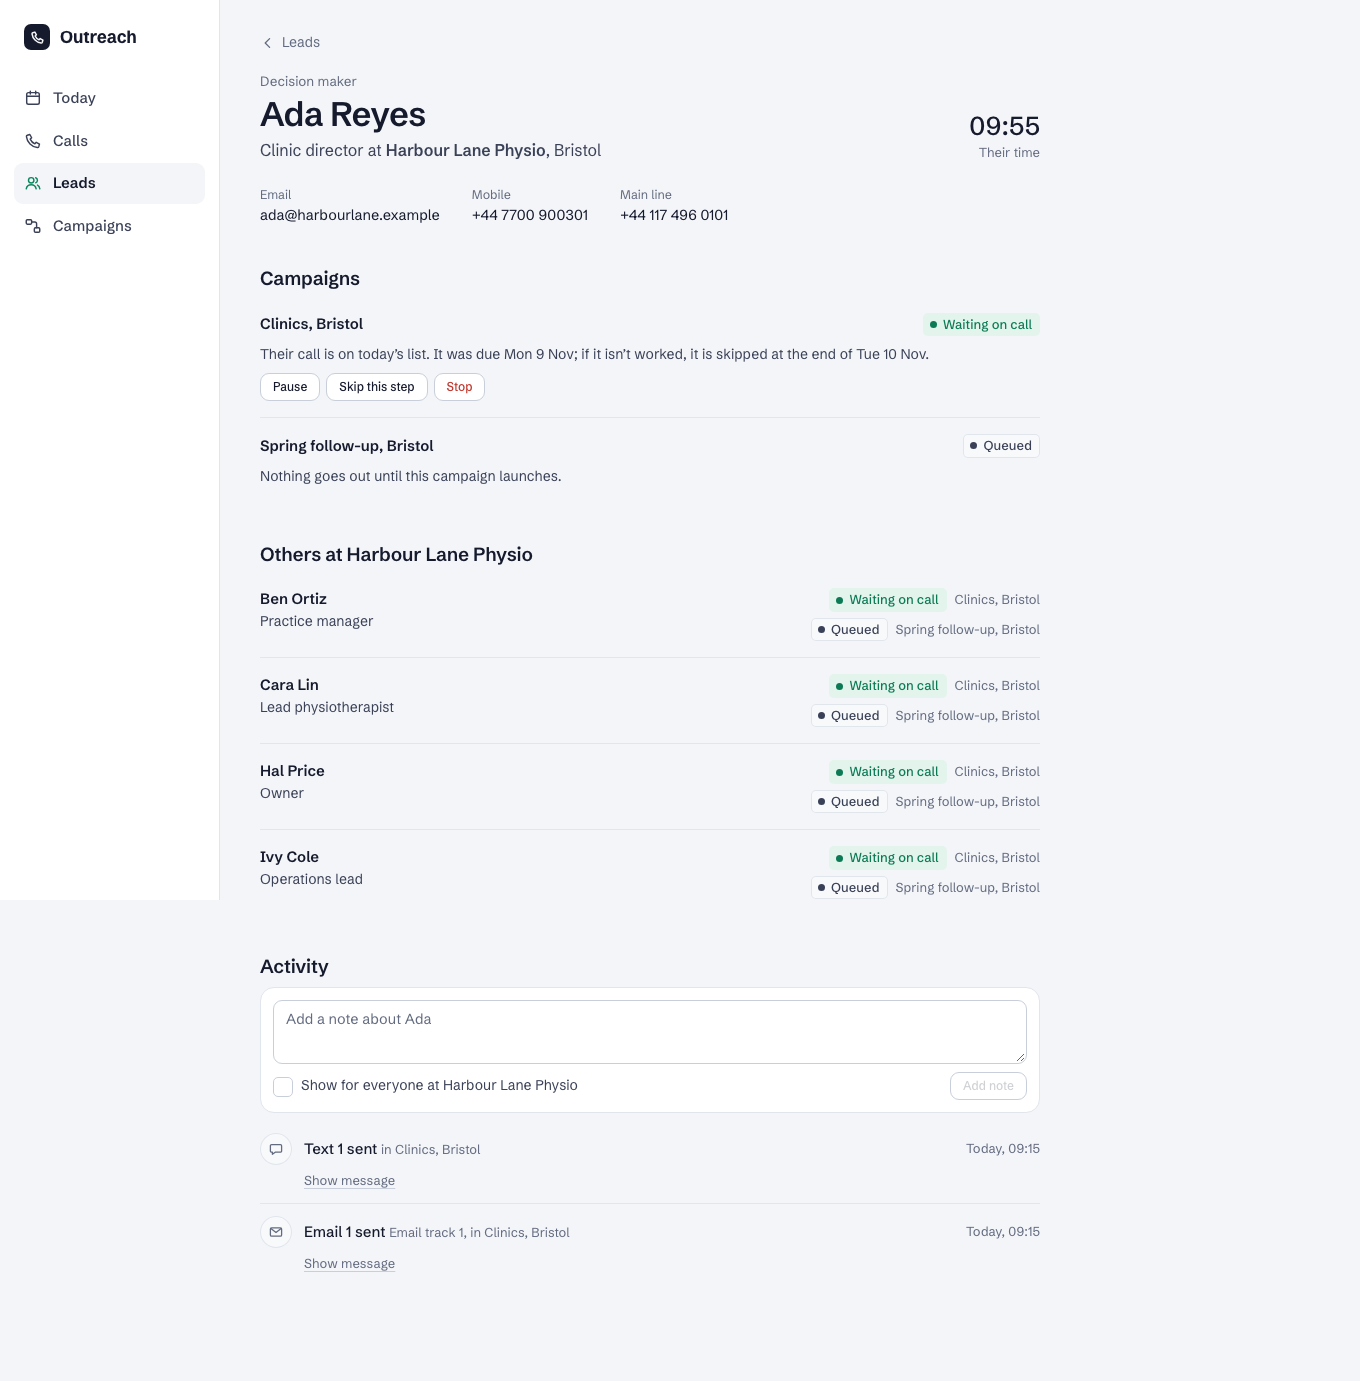 Outreach
Today
Calls
Leads
Campaigns
Leads
Decision maker
Ada Reyes
Clinic director at Harbour Lane Physio, Bristol
09:55
Their time
Email
ada@harbourlane.example
Mobile
+44 7700 900301
Main line
+44 117 496 0101
Campaigns
Clinics, Bristol
Waiting on call
Their call is on today’s list. It was due Mon 9 Nov; if it isn’t worked, it is skipped at the end of Tue 10 Nov.
Pause
Skip this step
Stop
Spring follow-up, Bristol
Queued
Nothing goes out until this campaign launches.
Others at Harbour Lane Physio
Ben Ortiz
Practice manager
Waiting on call Clinics, Bristol
Queued Spring follow-up, Bristol
Cara Lin
Lead physiotherapist
Waiting on call Clinics, Bristol
Queued Spring follow-up, Bristol
Hal Price
Owner
Waiting on call Clinics, Bristol
Queued Spring follow-up, Bristol
Ivy Cole
Operations lead
Waiting on call Clinics, Bristol
Queued Spring follow-up, Bristol
Activity
Add a note about Ada
Show for everyone at Harbour Lane Physio
Add note
Text 1 sent in Clinics, Bristol
Today, 09:15
Show message
Email 1 sent Email track 1, in Clinics, Bristol
Today, 09:15
Show message